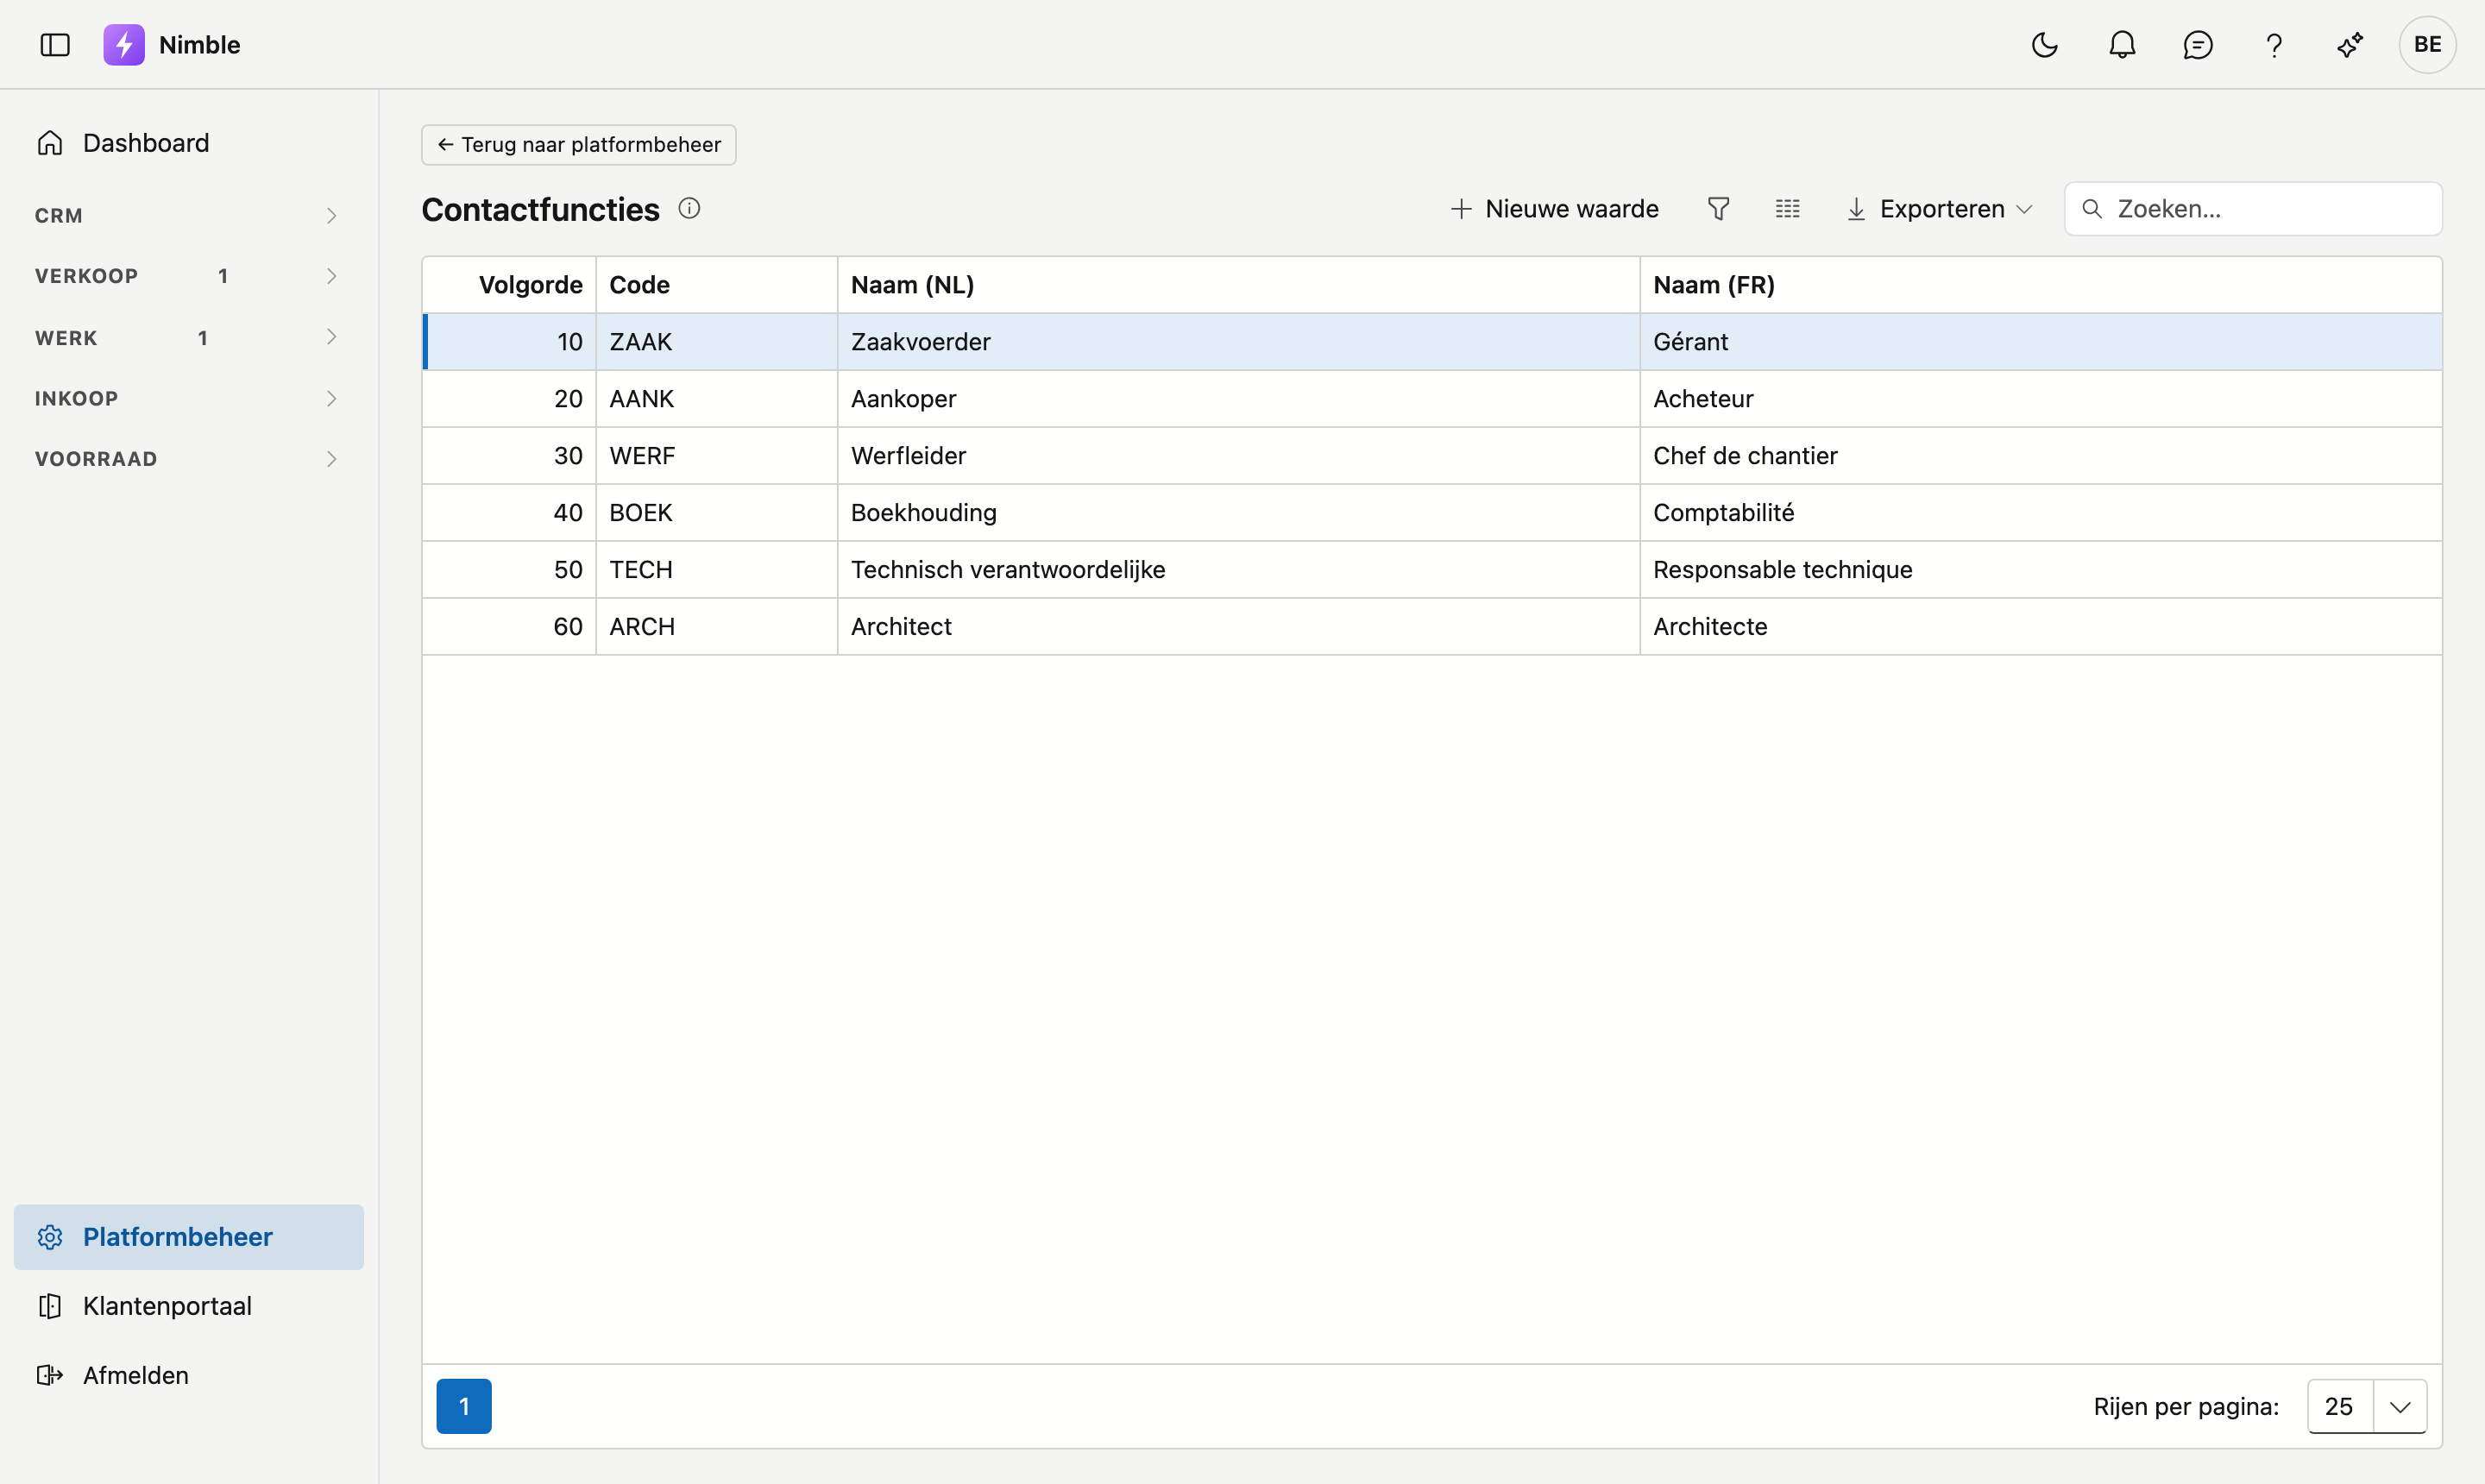 Nimble
BE
Dashboard
CRM
VERKOOP 1
WERK 1
INKOOP
VOORRAAD
Platformbeheer
Klantenportaal
Afmelden
← Terug naar platformbeheer
Contactfuncties
Nieuwe waarde
Exporteren
Zoeken...
Volgorde Code Naam (NL) Naam (FR)
10 ZAAK Zaakvoerder Gérant
20 AANK Aankoper Acheteur
30 WERF Werfleider Chef de chantier
40 BOEK Boekhouding Comptabilité
50 TECH Technisch verantwoordelijke Responsable technique
60 ARCH Architect Architecte
1
Rijen per pagina: 25